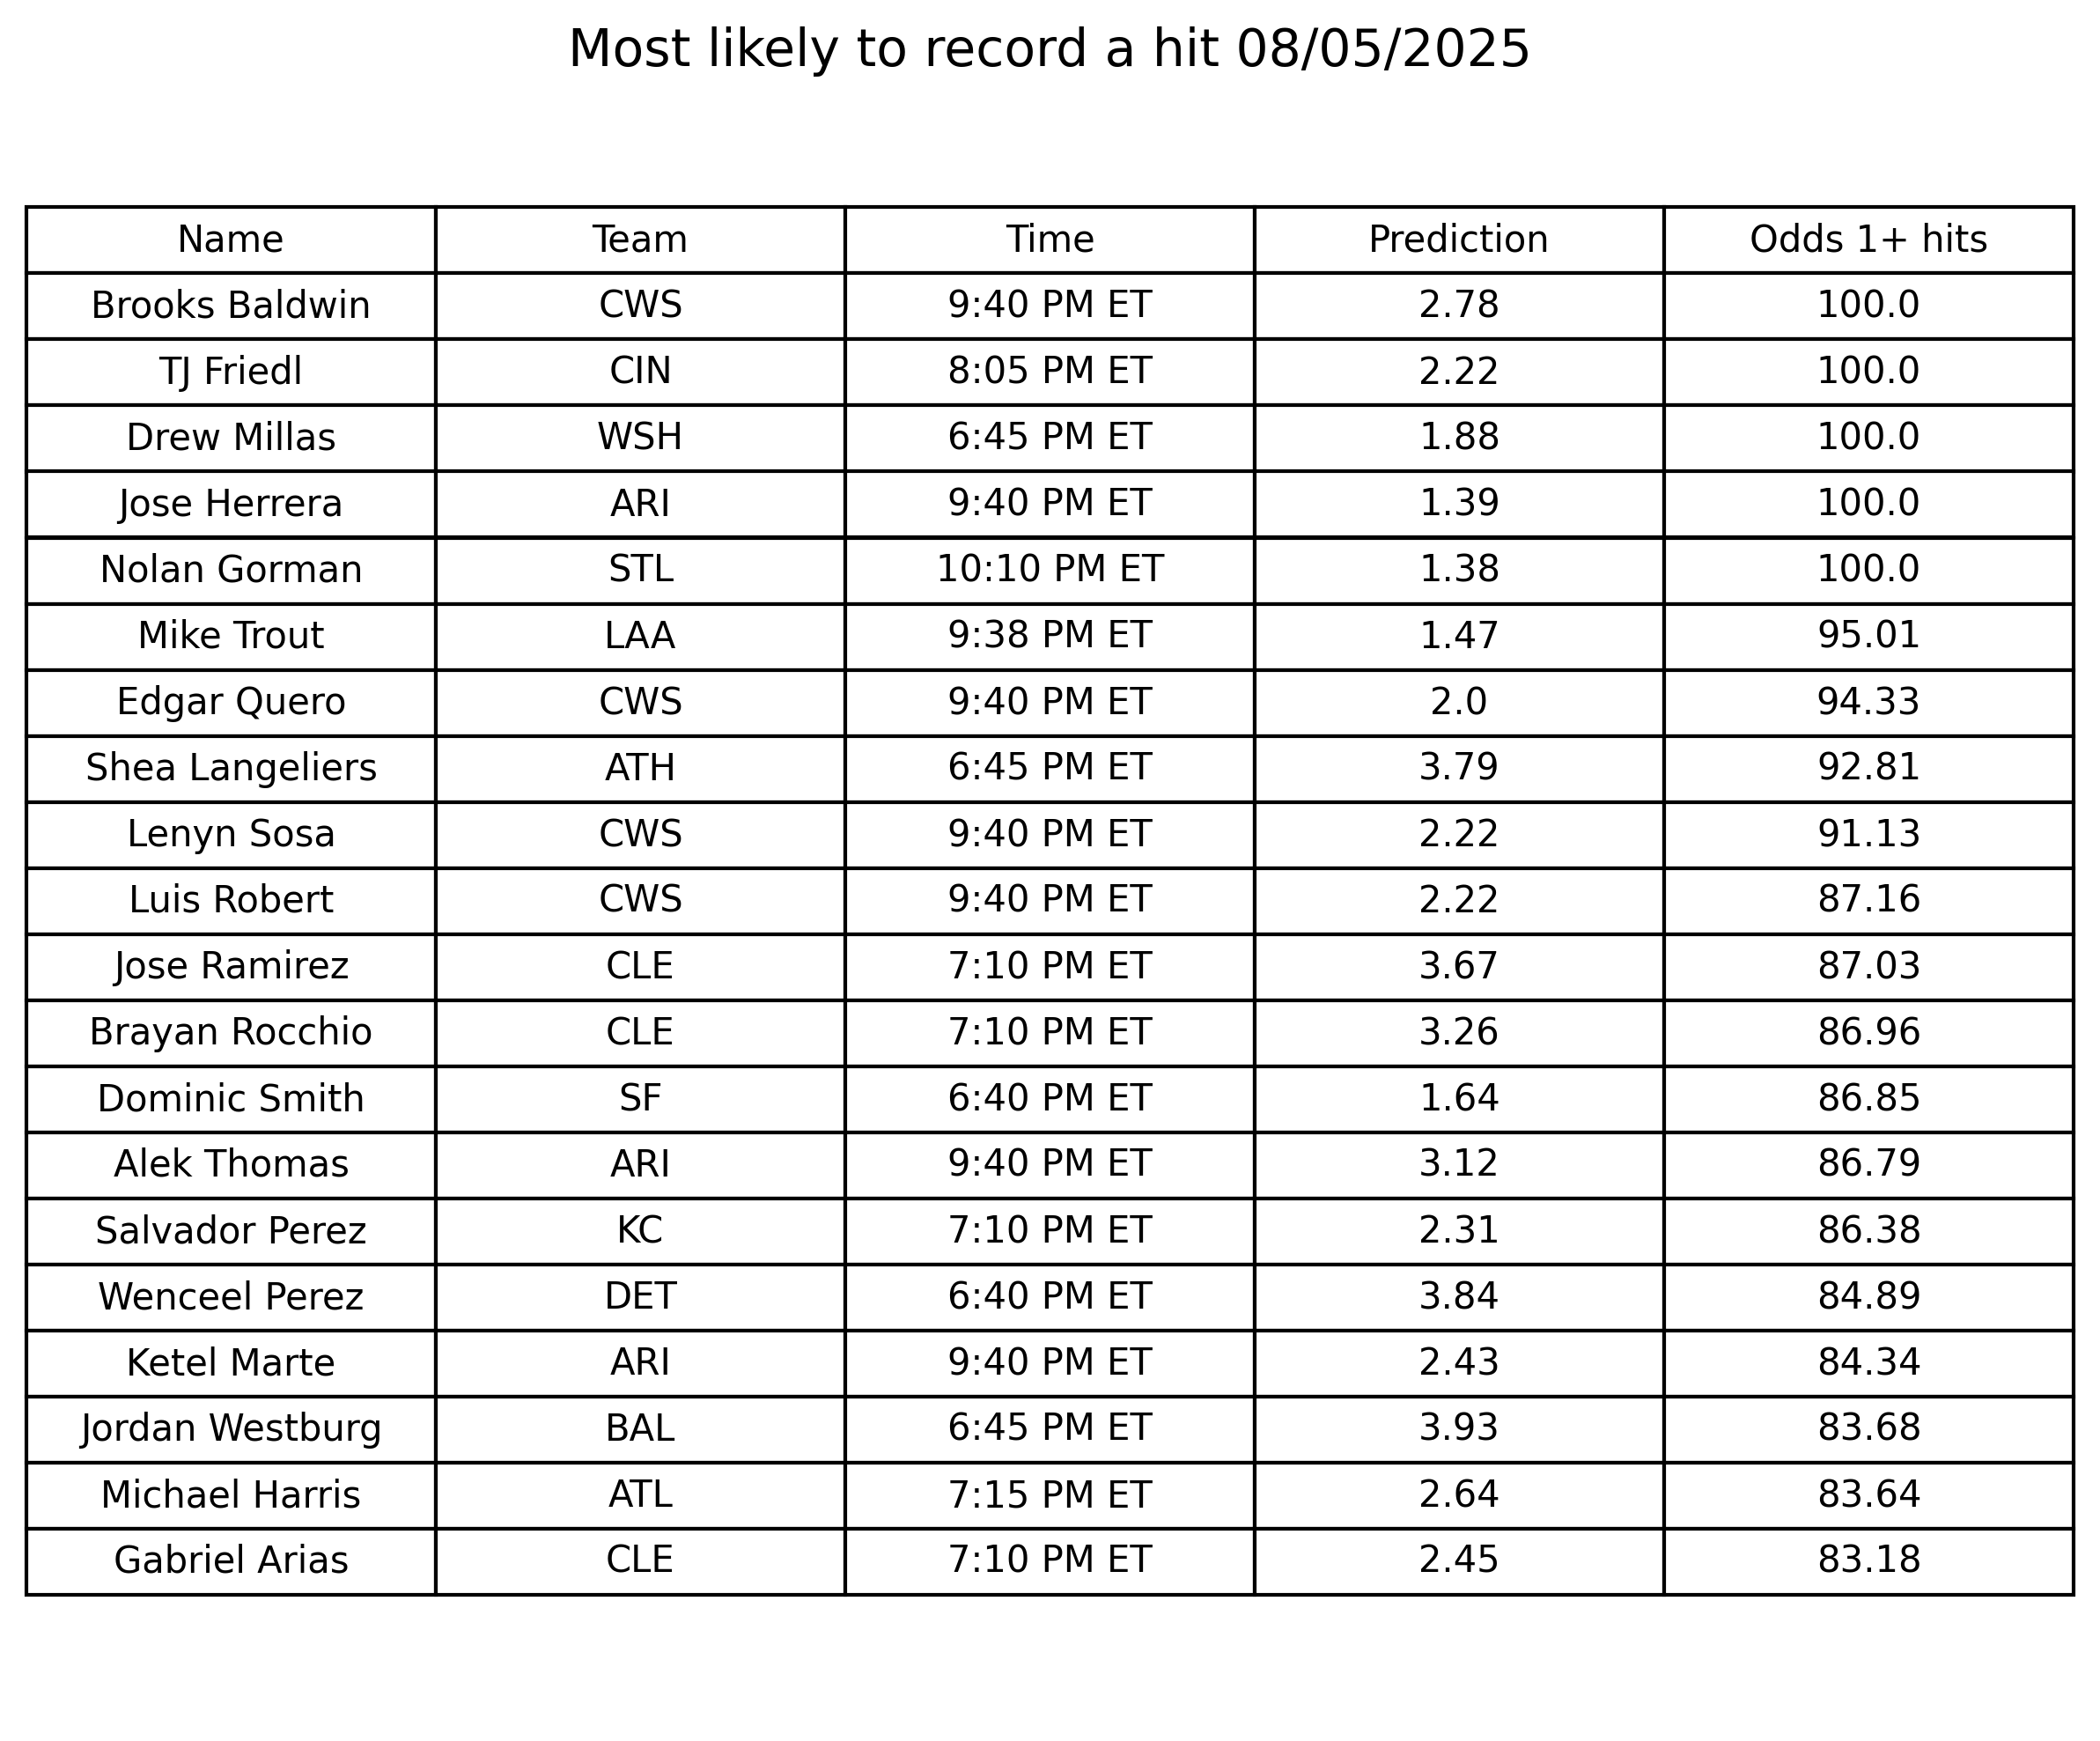 Most likely to record a hit 08/05/2025
Name Team Time Prediction Odds 1+ hits
Brooks Baldwin CWS 9:40 PM ET 2.78 100.0
TJ Friedl CIN 8:05 PM ET 2.22 100.0
Drew Millas WSH 6:45 PM ET 1.88 100.0
Jose Herrera ARI 9:40 PM ET 1.39 100.0
Nolan Gorman STL 10:10 PM ET 1.38 100.0
Mike Trout LAA 9:38 PM ET 1.47 95.01
Edgar Quero CWS 9:40 PM ET 2.0 94.33
Shea Langeliers ATH 6:45 PM ET 3.79 92.81
Lenyn Sosa CWS 9:40 PM ET 2.22 91.13
Luis Robert CWS 9:40 PM ET 2.22 87.16
Jose Ramirez CLE 7:10 PM ET 3.67 87.03
Brayan Rocchio CLE 7:10 PM ET 3.26 86.96
Dominic Smith SF 6:40 PM ET 1.64 86.85
Alek Thomas ARI 9:40 PM ET 3.12 86.79
Salvador Perez KC 7:10 PM ET 2.31 86.38
Wenceel Perez DET 6:40 PM ET 3.84 84.89
Ketel Marte ARI 9:40 PM ET 2.43 84.34
Jordan Westburg BAL 6:45 PM ET 3.93 83.68
Michael Harris ATL 7:15 PM ET 2.64 83.64
Gabriel Arias CLE 7:10 PM ET 2.45 83.18